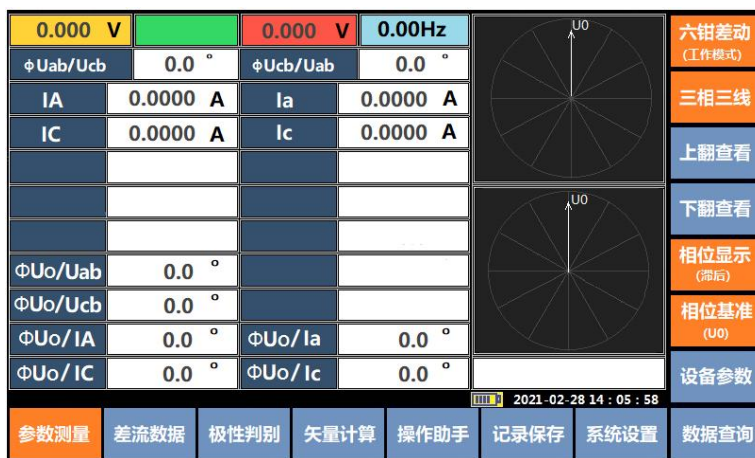 0.000 V 0.000 V 0.00Hz
ΦUab/Ucb 0.0 ° ΦUcb/Uab 0.0 °
IA 0.0000 A Ia 0.0000 A
IC 0.0000 A Ic 0.0000 A
ΦUo/Uab 0.0 °
ΦUo/Ucb 0.0 °
ΦUo/IA 0.0 ° ΦUo/Ia 0.0 °
ΦUo/IC 0.0 ° ΦUo/Ic 0.0 °
U0
U0
2021-02-28 14 : 05 : 58
六钳差动
(工作模式)
三相三线
上翻查看
下翻查看
相位显示
(滞后)
相位基准
(U0)
设备参数
参数测量 差流数据 极性判别 矢量计算 操作助手 记录保存 系统设置 数据查询